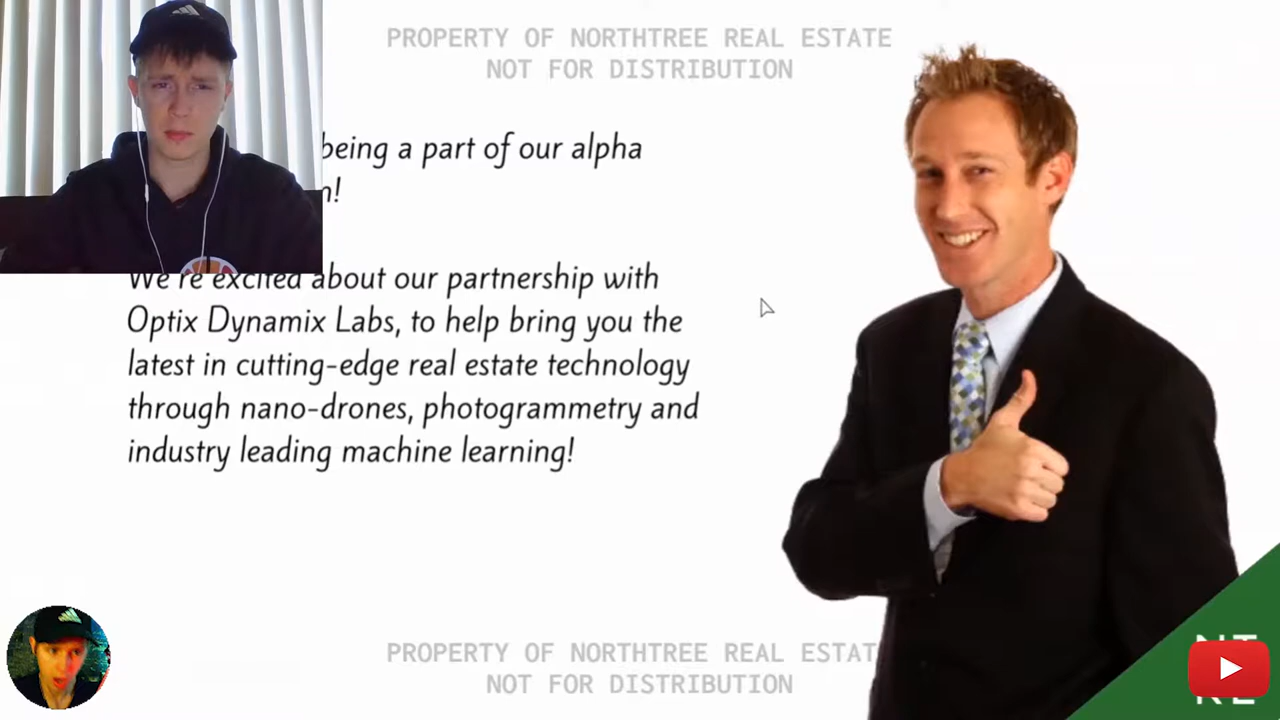 PROPERTY OF NORTHTREE REAL ESTATE
NOT FOR DISTRIBUTION
being a part of our alpha
We're excited about our partnership with
Optix Dynamix Labs, to help bring you the
latest in cutting-edge real estate technology
through nano-drones, photogrammetry and
industry leading machine learning!
PROPERTY OF NORTHTREE REAL ESTAT
NOT FOR DISTRIBUTION